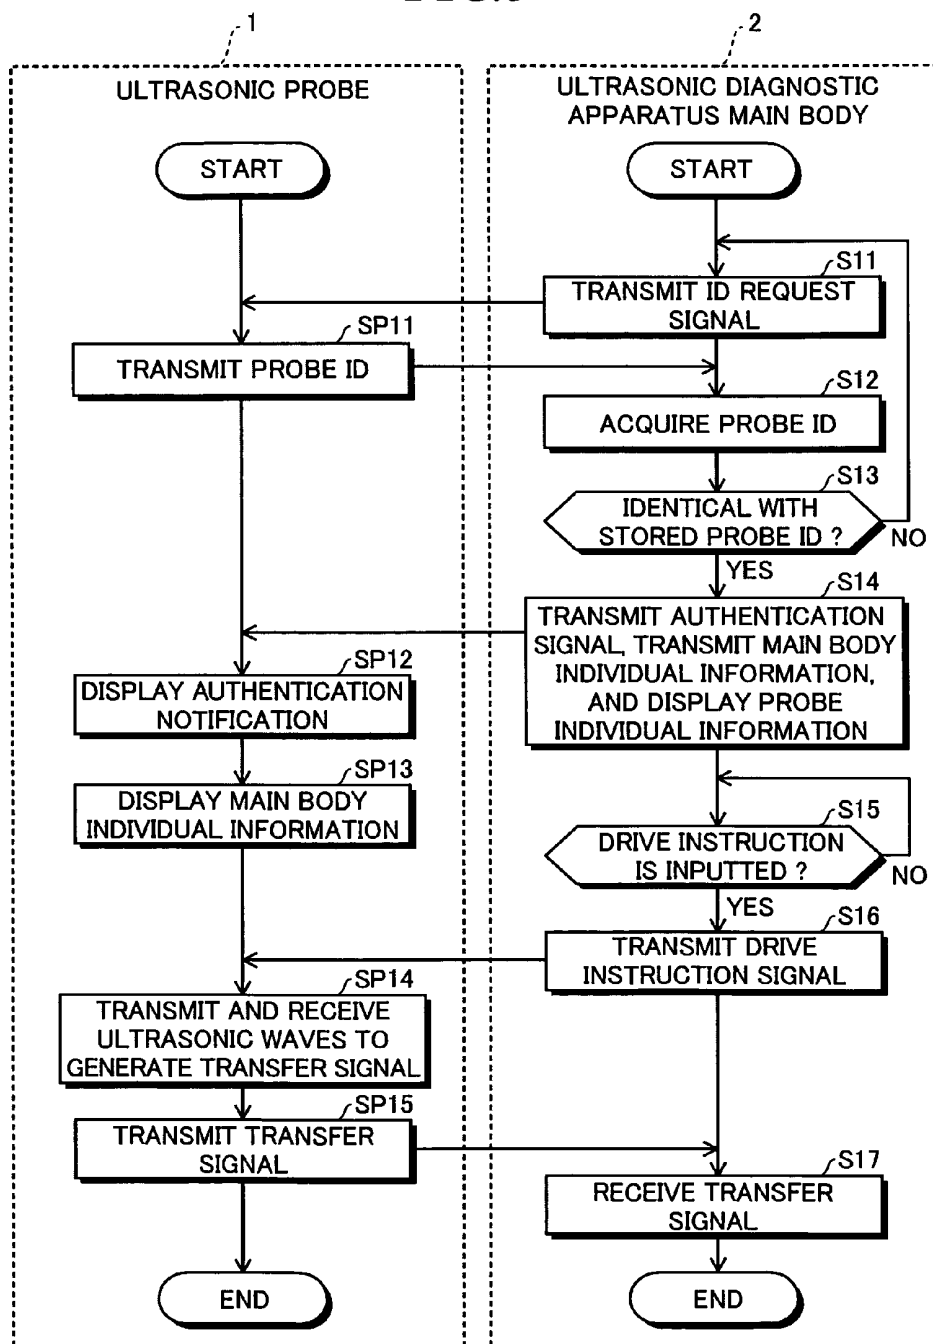 1
2
ULTRASONIC PROBE
ULTRASONIC DIAGNOSTIC
APPARATUS MAIN BODY
START
START
S11
TRANSMIT ID REQUEST
SIGNAL
SP11
TRANSMIT PROBE ID
S12
ACQUIRE PROBE ID
S13
IDENTICAL WITH
STORED PROBE ID ?
NO
YES
S14
TRANSMIT AUTHENTICATION
SIGNAL, TRANSMIT MAIN BODY
INDIVIDUAL INFORMATION,
AND DISPLAY PROBE
INDIVIDUAL INFORMATION
SP12
DISPLAY AUTHENTICATION
NOTIFICATION
SP13
DISPLAY MAIN BODY
INDIVIDUAL INFORMATION
S15
DRIVE INSTRUCTION
IS INPUTTED ?
NO
YES
S16
TRANSMIT DRIVE
INSTRUCTION SIGNAL
SP14
TRANSMIT AND RECEIVE
ULTRASONIC WAVES TO
GENERATE TRANSFER SIGNAL
SP15
TRANSMIT TRANSFER
SIGNAL
S17
RECEIVE TRANSFER
SIGNAL
END
END